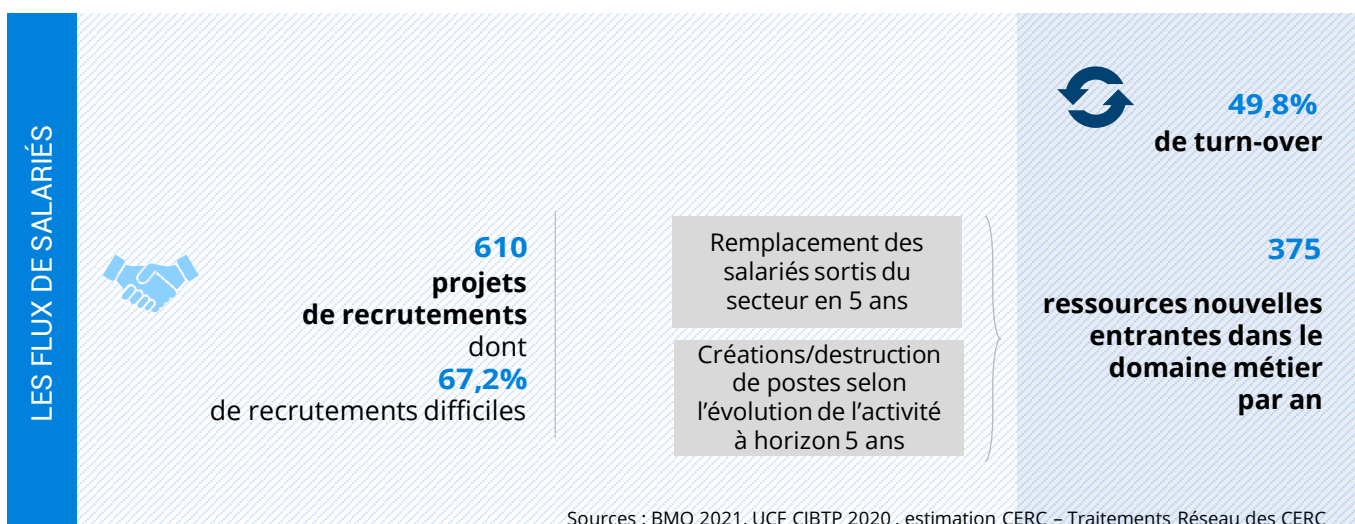 LES FLUX DE SALARIÉS
610
projets
de recrutements
dont
67,2%
de recrutements difficiles
Remplacement des
salariés sortis du
secteur en 5 ans
Créations/destruction
de postes selon
l’évolution de l’activité
à horizon 5 ans
49,8%
de turn-over
375
ressources nouvelles
entrantes dans le
domaine métier
par an
Sources : BMO 2021, UCF CIBTP 2020 , estimation CERC – Traitements Réseau des CERC